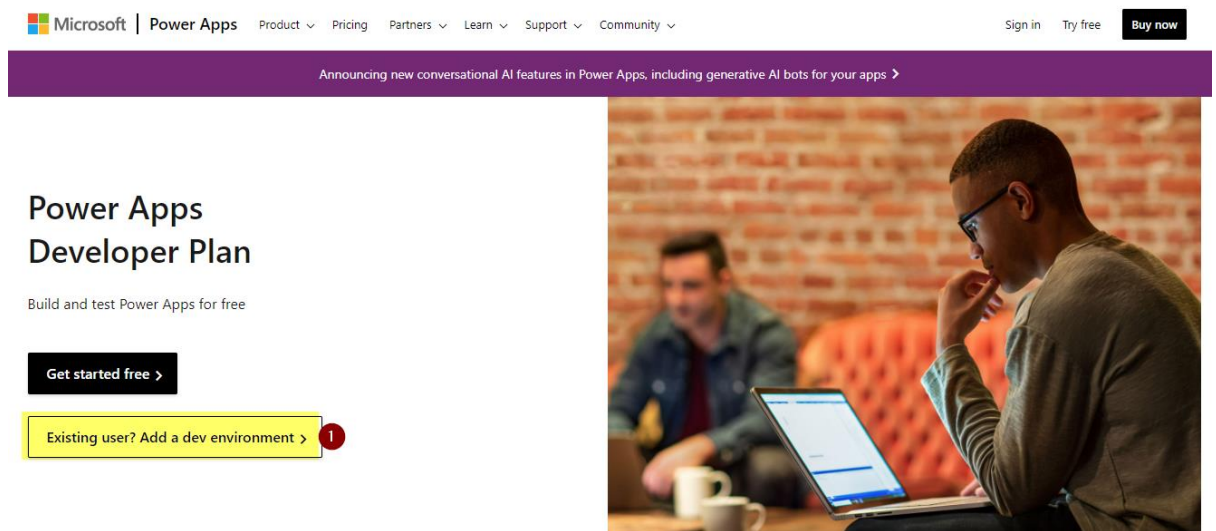 Microsoft | Power Apps Product Pricing Partners Learn Support Community Sign in Try free Buy now
Announcing new conversational AI features in Power Apps, including generative AI bots for your apps >
Power Apps
Developer Plan
Build and test Power Apps for free
Get started free >
Existing user? Add a dev environment > 1